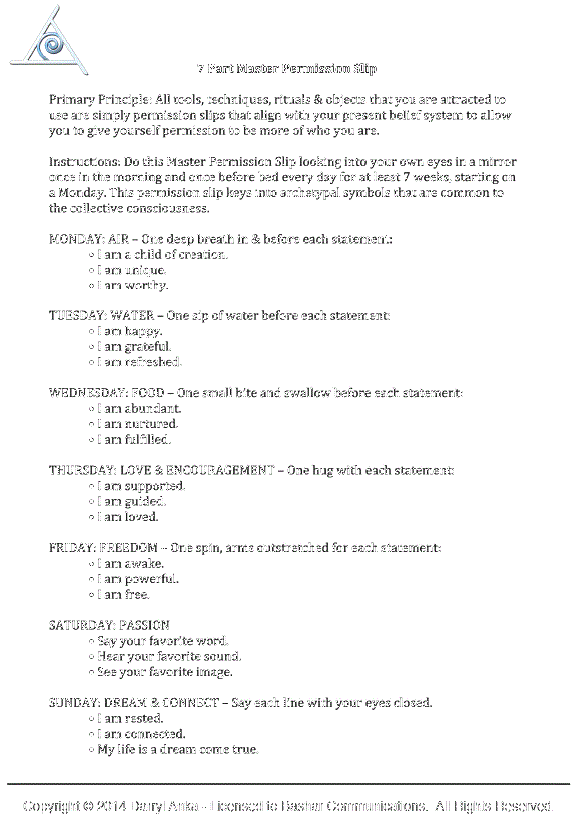 7 Part Master Permission Slip
Primary Principle: All tools, techniques, rituals & objects that you are attracted to
use are simply permission slips that align with your present belief system to allow
you to give yourself permission to be more of who you are.
Instructions: Do this Master Permission Slip looking into your own eyes in a mirror
once in the morning and once before bed every day for at least 7 weeks, starting on
a Monday. This permission slip keys into archetypal symbols that are common to
the collective consciousness.
MONDAY: AIR – One deep breath in & before each statement:
○ I am a child of creation.
○ I am unique.
○ I am worthy.
TUESDAY: WATER – One sip of water before each statement:
○ I am happy.
○ I am grateful.
○ I am refreshed.
WEDNESDAY: FOOD – One small bite and swallow before each statement:
○ I am abundant.
○ I am nurtured.
○ I am fulfilled.
THURSDAY: LOVE & ENCOURAGEMENT – One hug with each statement:
○ I am supported.
○ I am guided.
○ I am loved.
FRIDAY: FREEDOM – One spin, arms outstretched for each statement:
○ I am awake.
○ I am powerful.
○ I am free.
SATURDAY: PASSION
○ Say your favorite word.
○ Hear your favorite sound.
○ See your favorite image.
SUNDAY: DREAM & CONNECT – Say each line with your eyes closed.
○ I am rested.
○ I am connected.
○ My life is a dream come true.
Copyright © 2014 Darryl Anka - Licensed to Bashar Communications. All Rights Reserved.